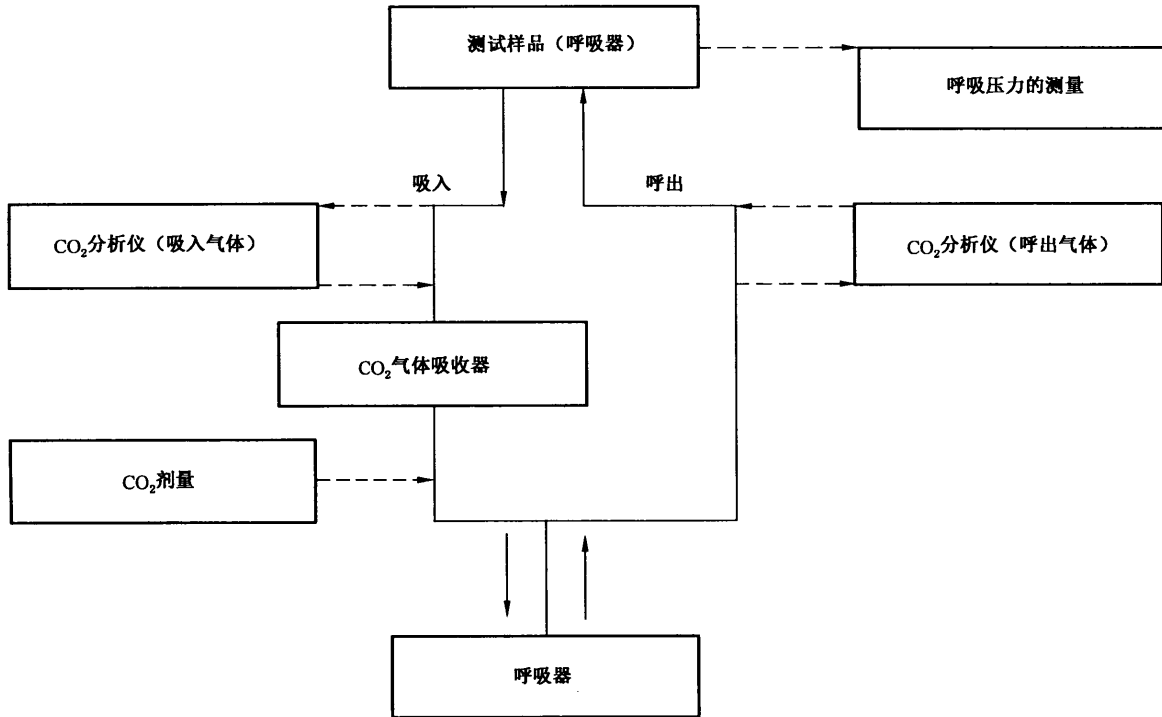 测试样品（呼吸器）
呼吸压力的测量
吸入
呼出
CO₂分析仪（吸入气体）
CO₂分析仪（呼出气体）
CO₂气体吸收器
CO₂剂量
呼吸器